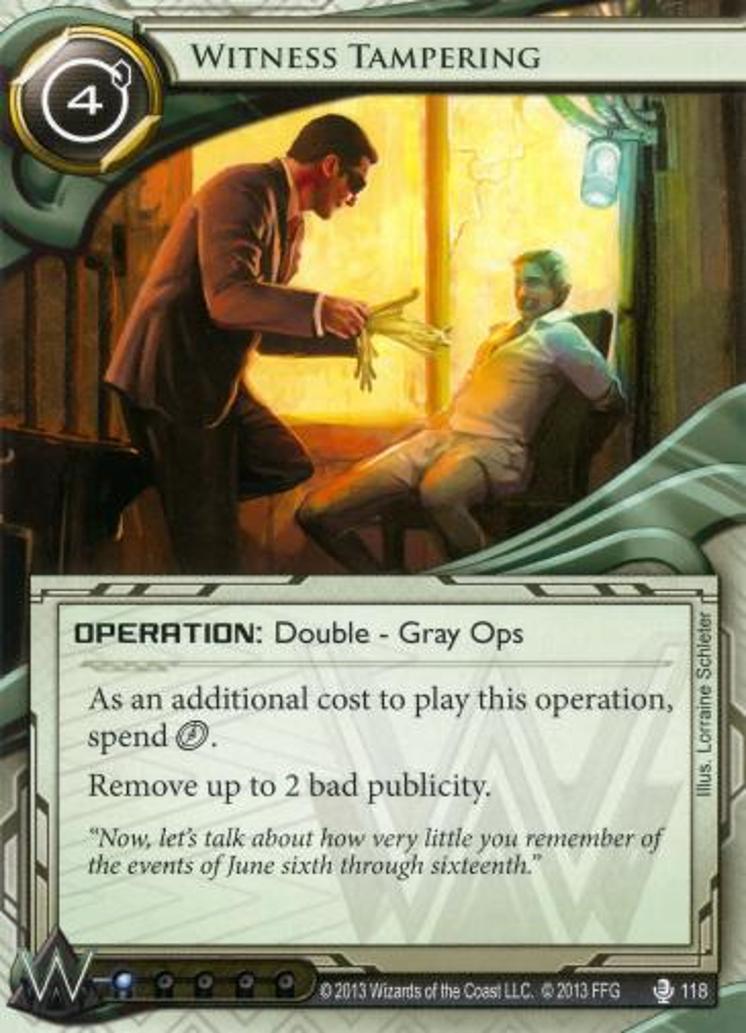 4
WITNESS TAMPERING
OPERATION: Double - Gray Ops
As an additional cost to play this operation,
spend .
Remove up to 2 bad publicity.
“Now, let’s talk about how very little you remember of
the events of June sixth through sixteenth.”
Illus. Lorraine Schleter
W
© 2013 Wizards of the Coast LLC. © 2013 FFG
118